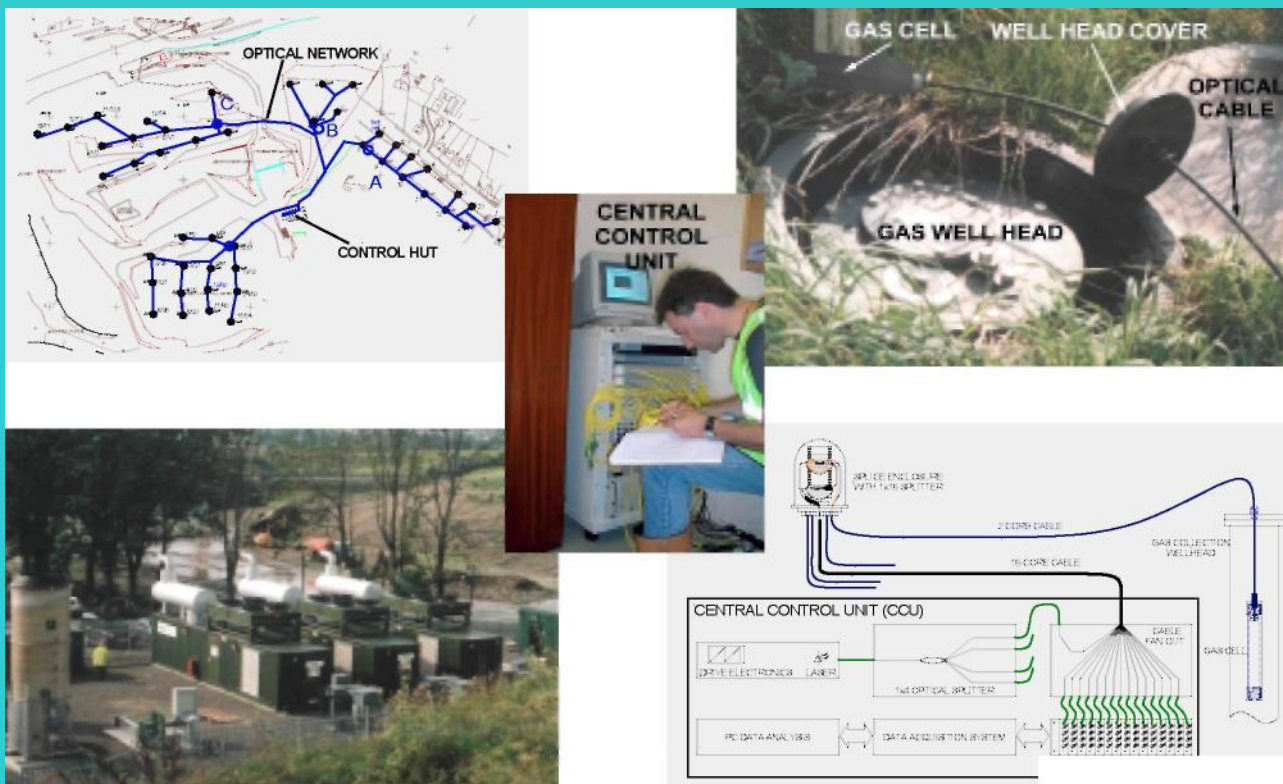 OPTICAL NETWORK
C
B
A
CONTROL HUT
GAS CELL
WELL HEAD COVER
OPTICAL
CABLE
GAS WELL HEAD
CENTRAL
CONTROL
UNIT
SPLICE ENCLOSURE
WITH 1x16 SPLITTER
2 CORE CABLE
GAS COLLECTION
WELLHEAD
16 CORE CABLE
CENTRAL CONTROL UNIT (CCU)
CABLE
FAN OUT
GAS CELL
DRIVE ELECTRONICS
LASER
1x4 OPTICAL SPLITTER
PC DATA ANALYSIS
DATA ACQUISITION SYSTEM